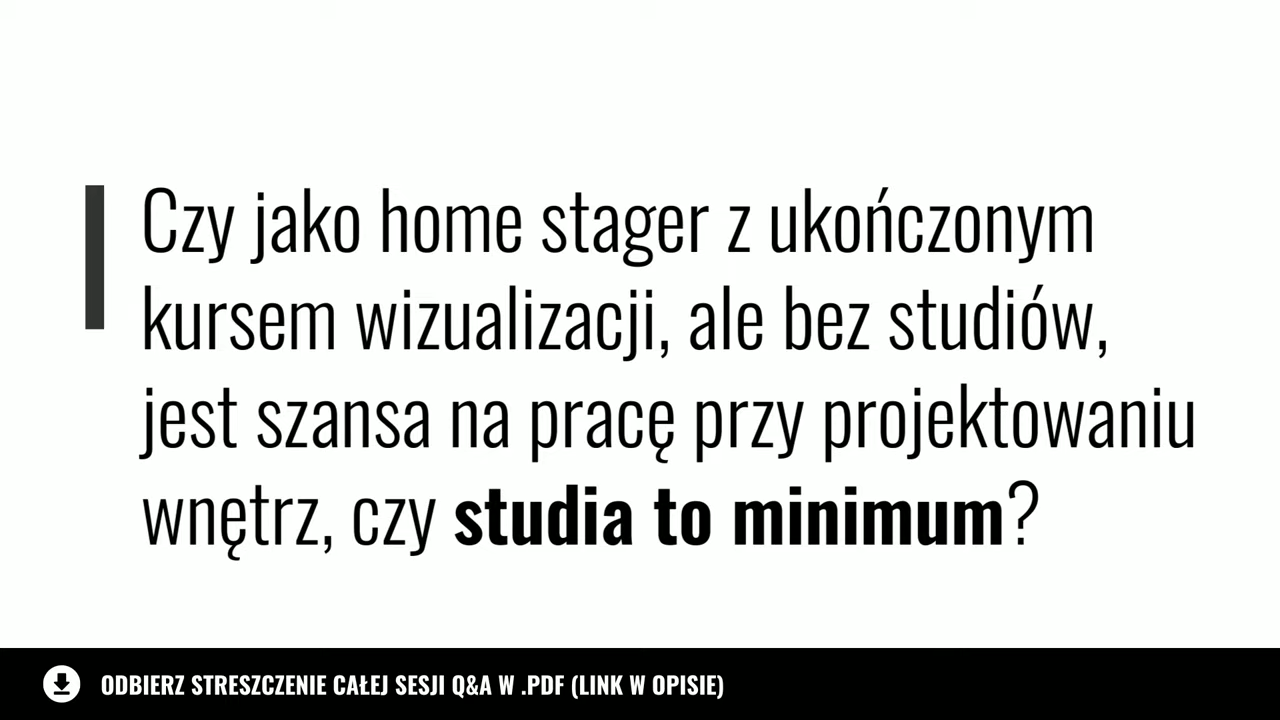 Czy jako home stager z ukończonym
kursem wizualizacji, ale bez studiów,
jest szansa na pracę przy projektowaniu
wnętrz, czy studia to minimum?
ODBIERZ STRESZCZENIE CAŁEJ SESJI Q&A W .PDF (LINK W OPISIE)